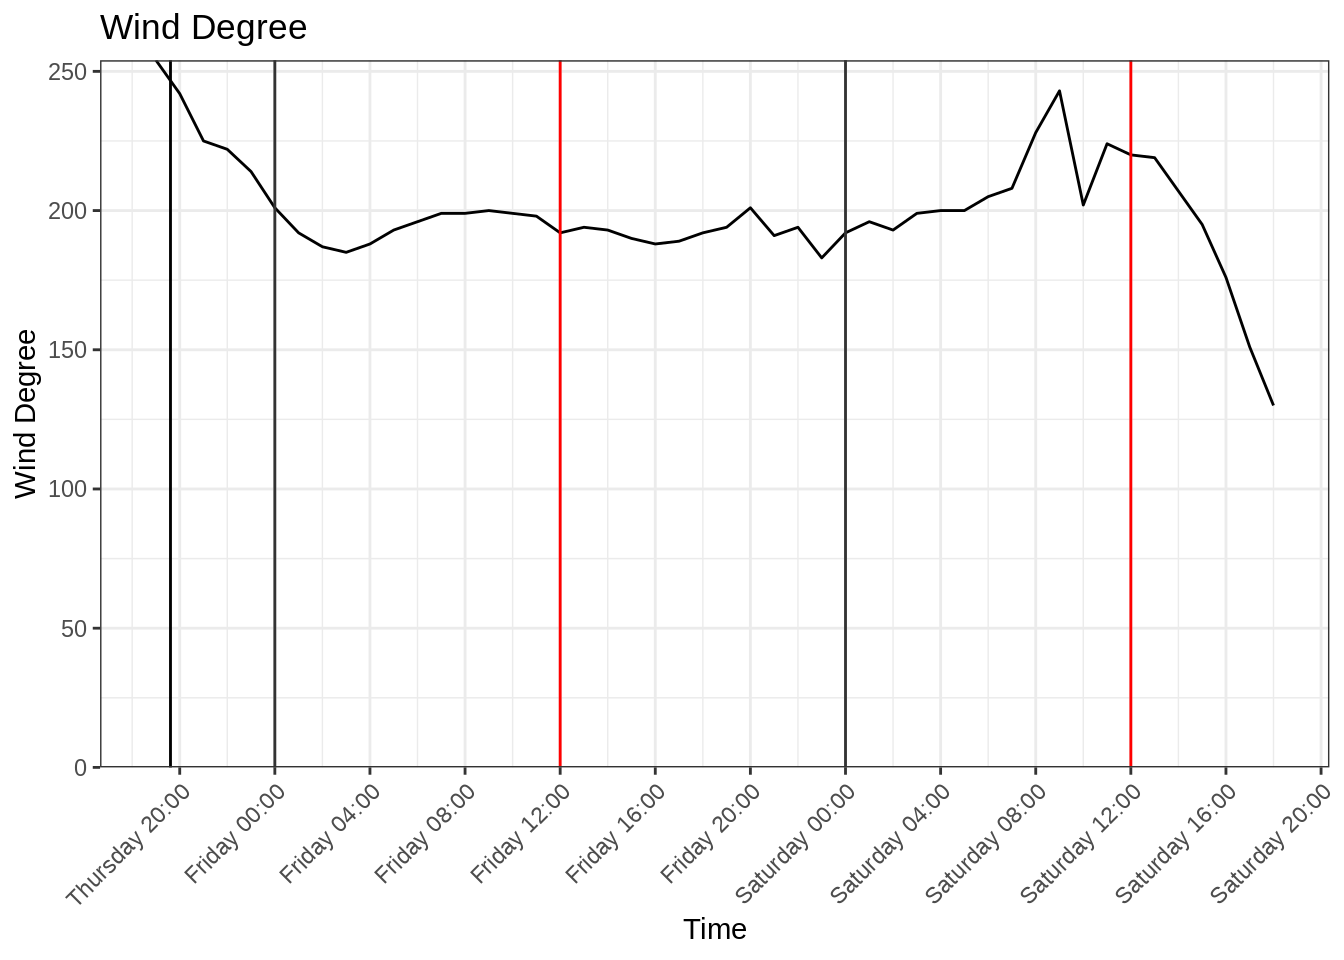 Wind Degree
Wind Degree
250
200
150
100
50
0
Thursday 20:00
Friday 00:00
Friday 04:00
Friday 08:00
Friday 12:00
Friday 16:00
Friday 20:00
Saturday 00:00
Saturday 04:00
Saturday 08:00
Saturday 12:00
Saturday 16:00
Saturday 20:00
Time